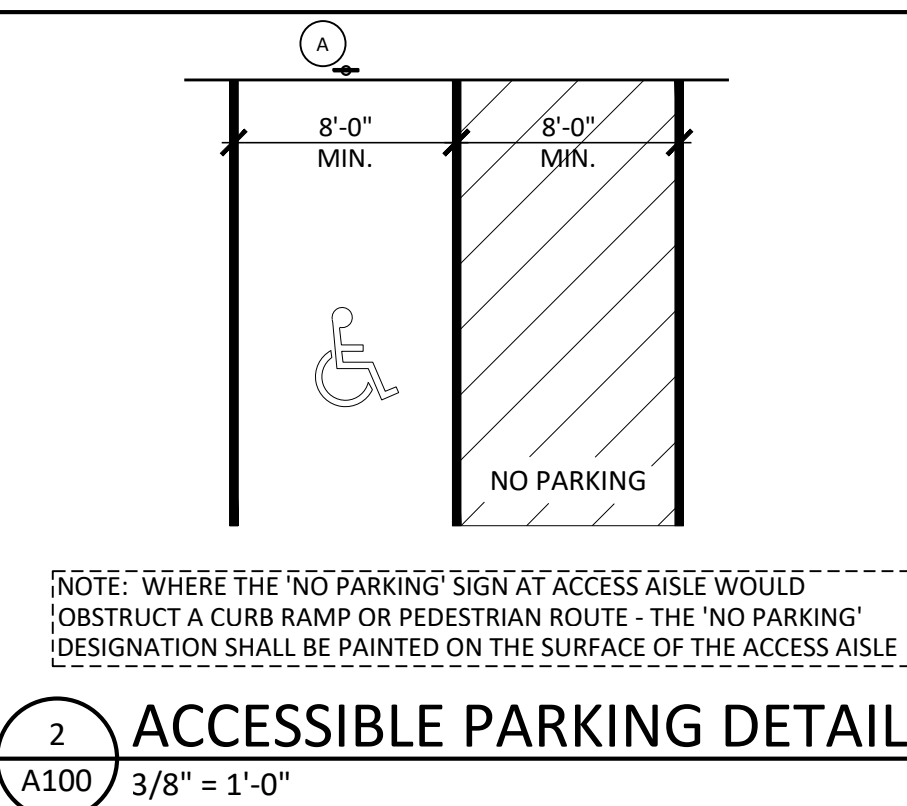 A
8'-0"
MIN.
8'-0"
MIN.
NO PARKING
NOTE: WHERE THE 'NO PARKING' SIGN AT ACCESS AISLE WOULD
OBSTRUCT A CURB RAMP OR PEDESTRIAN ROUTE - THE 'NO PARKING'
DESIGNATION SHALL BE PAINTED ON THE SURFACE OF THE ACCESS AISLE
2
ACCESSIBLE PARKING DETAIL
A100
3/8" = 1'-0"